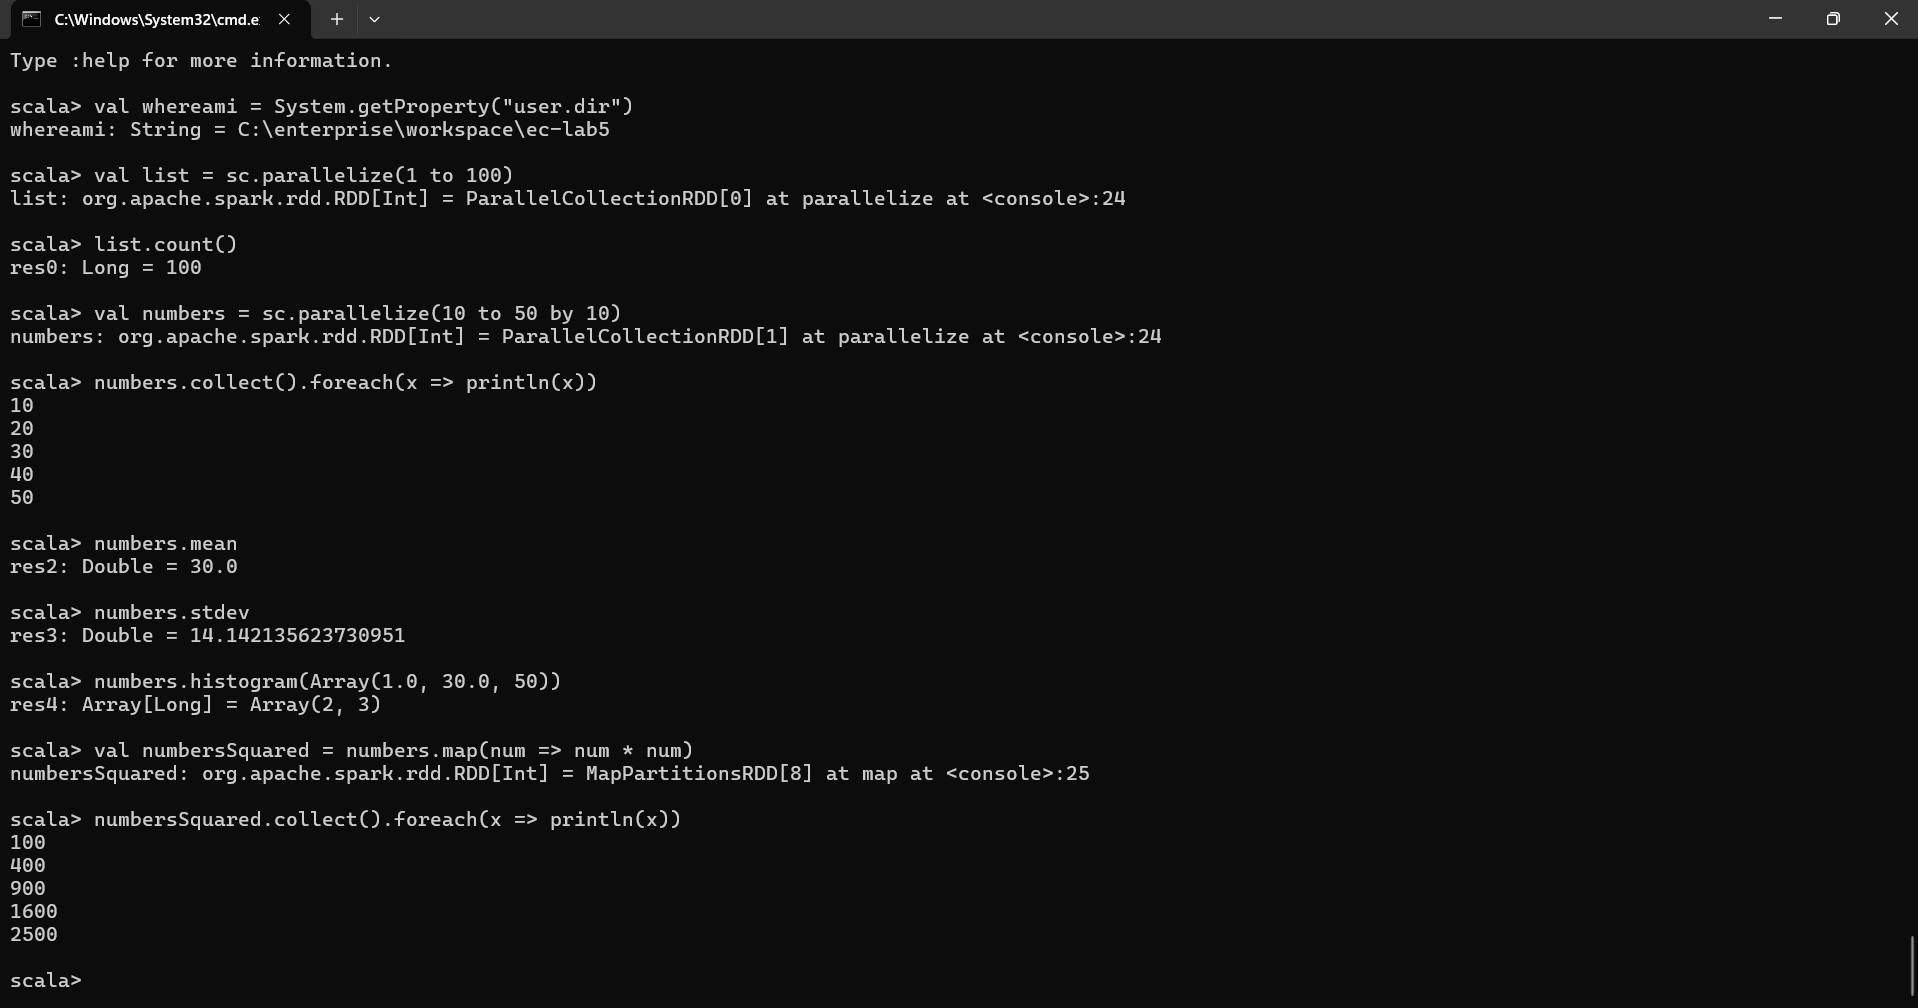 C:\Windows\System32\cmd.e
Type :help for more information.
scala> val whereami = System.getProperty("user.dir")
whereami: String = C:\enterprise\workspace\ec-lab5
scala> val list = sc.parallelize(1 to 100)
list: org.apache.spark.rdd.RDD[Int] = ParallelCollectionRDD[0] at parallelize at <console>:24
scala> list.count()
res0: Long = 100
scala> val numbers = sc.parallelize(10 to 50 by 10)
numbers: org.apache.spark.rdd.RDD[Int] = ParallelCollectionRDD[1] at parallelize at <console>:24
scala> numbers.collect().foreach(x => println(x))
10
20
30
40
50
scala> numbers.mean
res2: Double = 30.0
scala> numbers.stdev
res3: Double = 14.142135623730951
scala> numbers.histogram(Array(1.0, 30.0, 50))
res4: Array[Long] = Array(2, 3)
scala> val numbersSquared = numbers.map(num => num * num)
numbersSquared: org.apache.spark.rdd.RDD[Int] = MapPartitionsRDD[8] at map at <console>:25
scala> numbersSquared.collect().foreach(x => println(x))
100
400
900
1600
2500
scala>